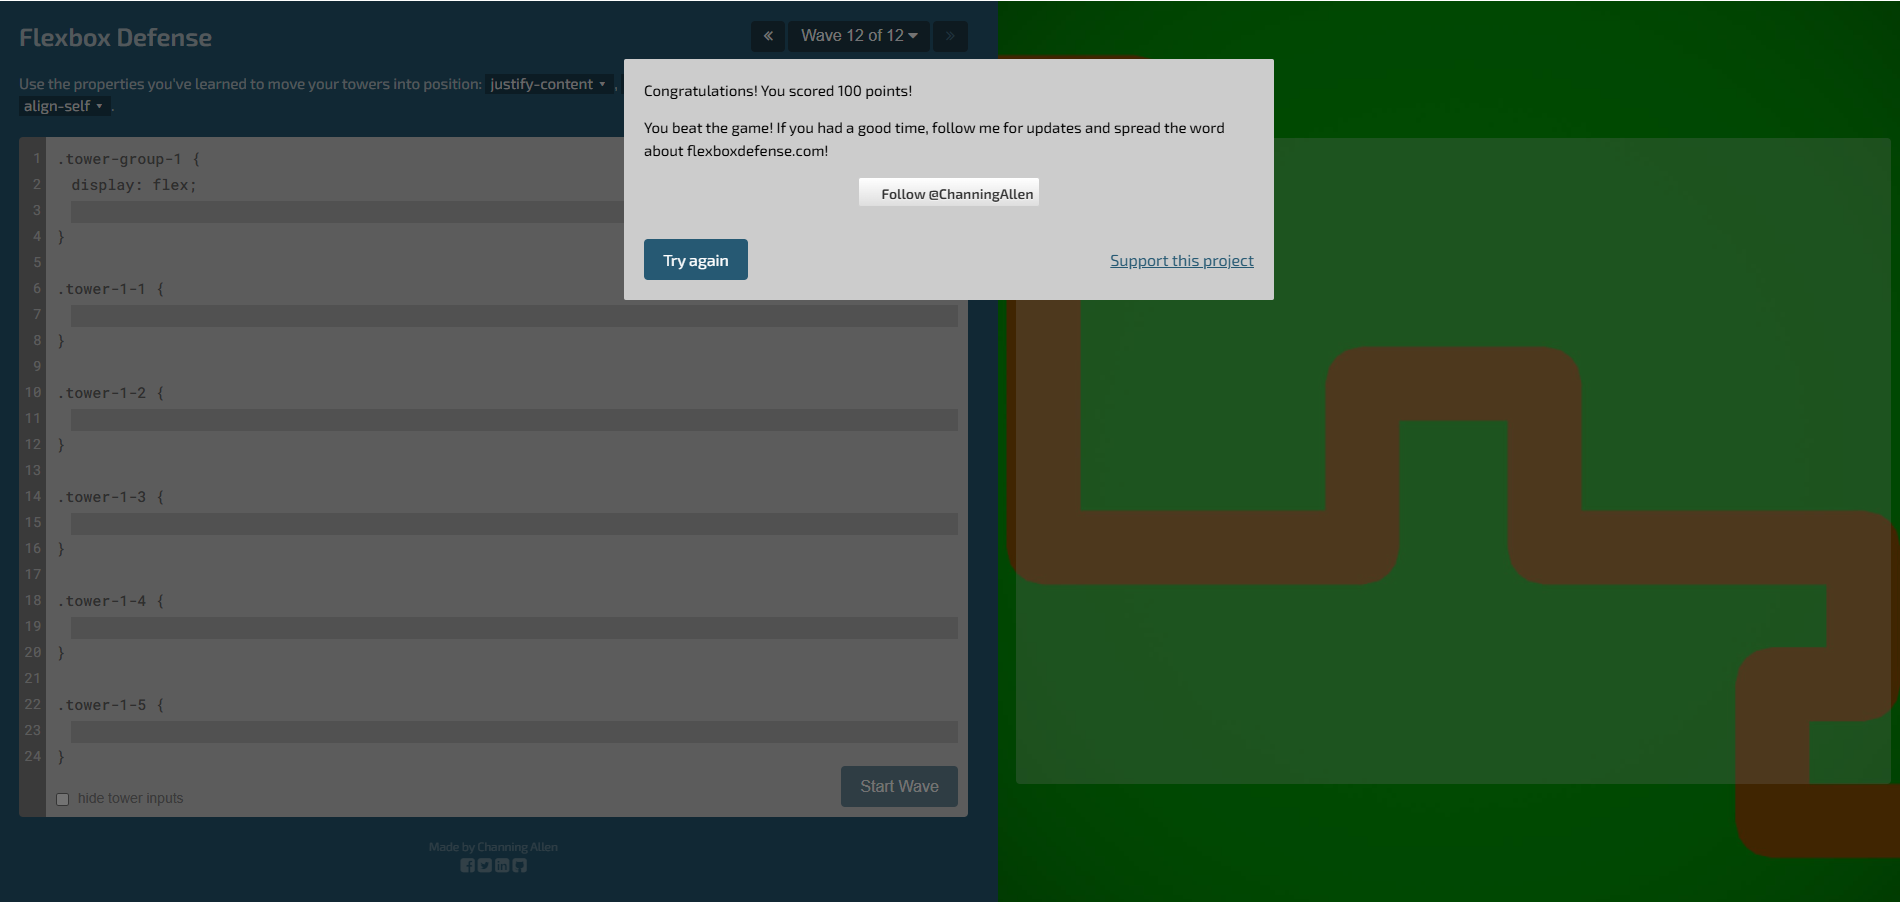 Flexbox Defense
«
Wave 12 of 12
»
Use the properties you've learned to move your towers into position: justify-content ,
align-self .
Congratulations! You scored 100 points!
You beat the game! If you had a good time, follow me for updates and spread the word
about flexboxdefense.com!
Follow @ChanningAllen
Try again
Support this project
1 .tower-group-1 {
2 display: flex;
3
4 }
5
6 .tower-1-1 {
7
8 }
9
10 .tower-1-2 {
11
12 }
13
14 .tower-1-3 {
15
16 }
17
18 .tower-1-4 {
19
20 }
21
22 .tower-1-5 {
23
24 }
hide tower inputs
Start Wave
Made by Channing Allen